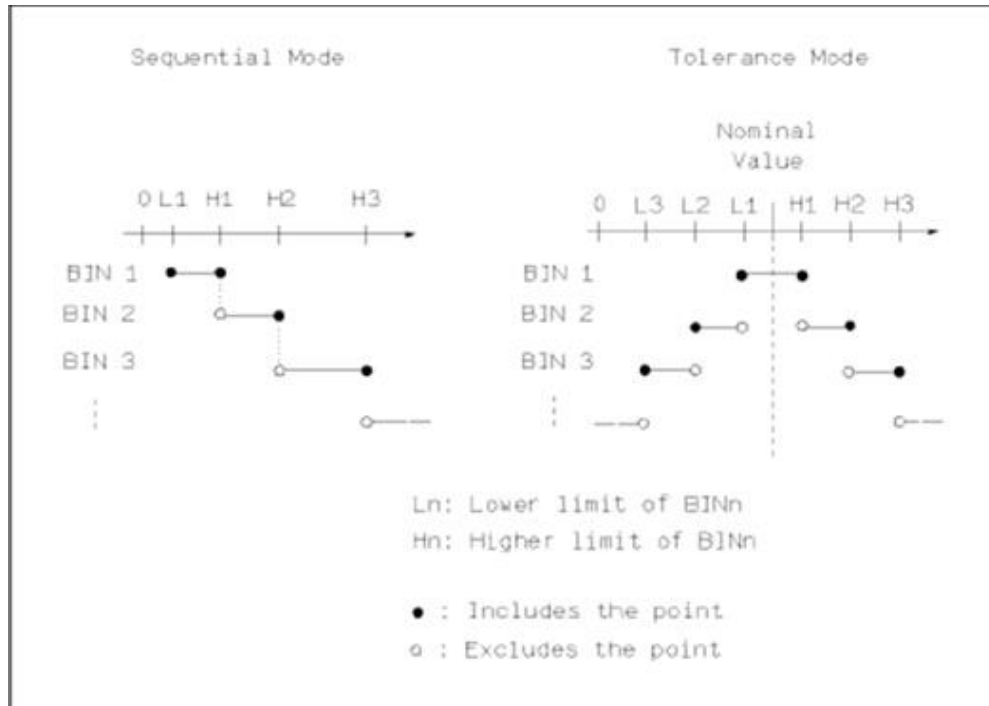 Sequential Mode
Tolerance Mode
Nominal
Value
0 L1 H1 H2 H3
0 L3 L2 L1 H1 H2 H3
BIN 1
BIN 2
BIN 3
BIN 1
BIN 2
BIN 3
Ln: Lower limit of BINn
Hn: Higher limit of BINn
: Includes the point
: Excludes the point